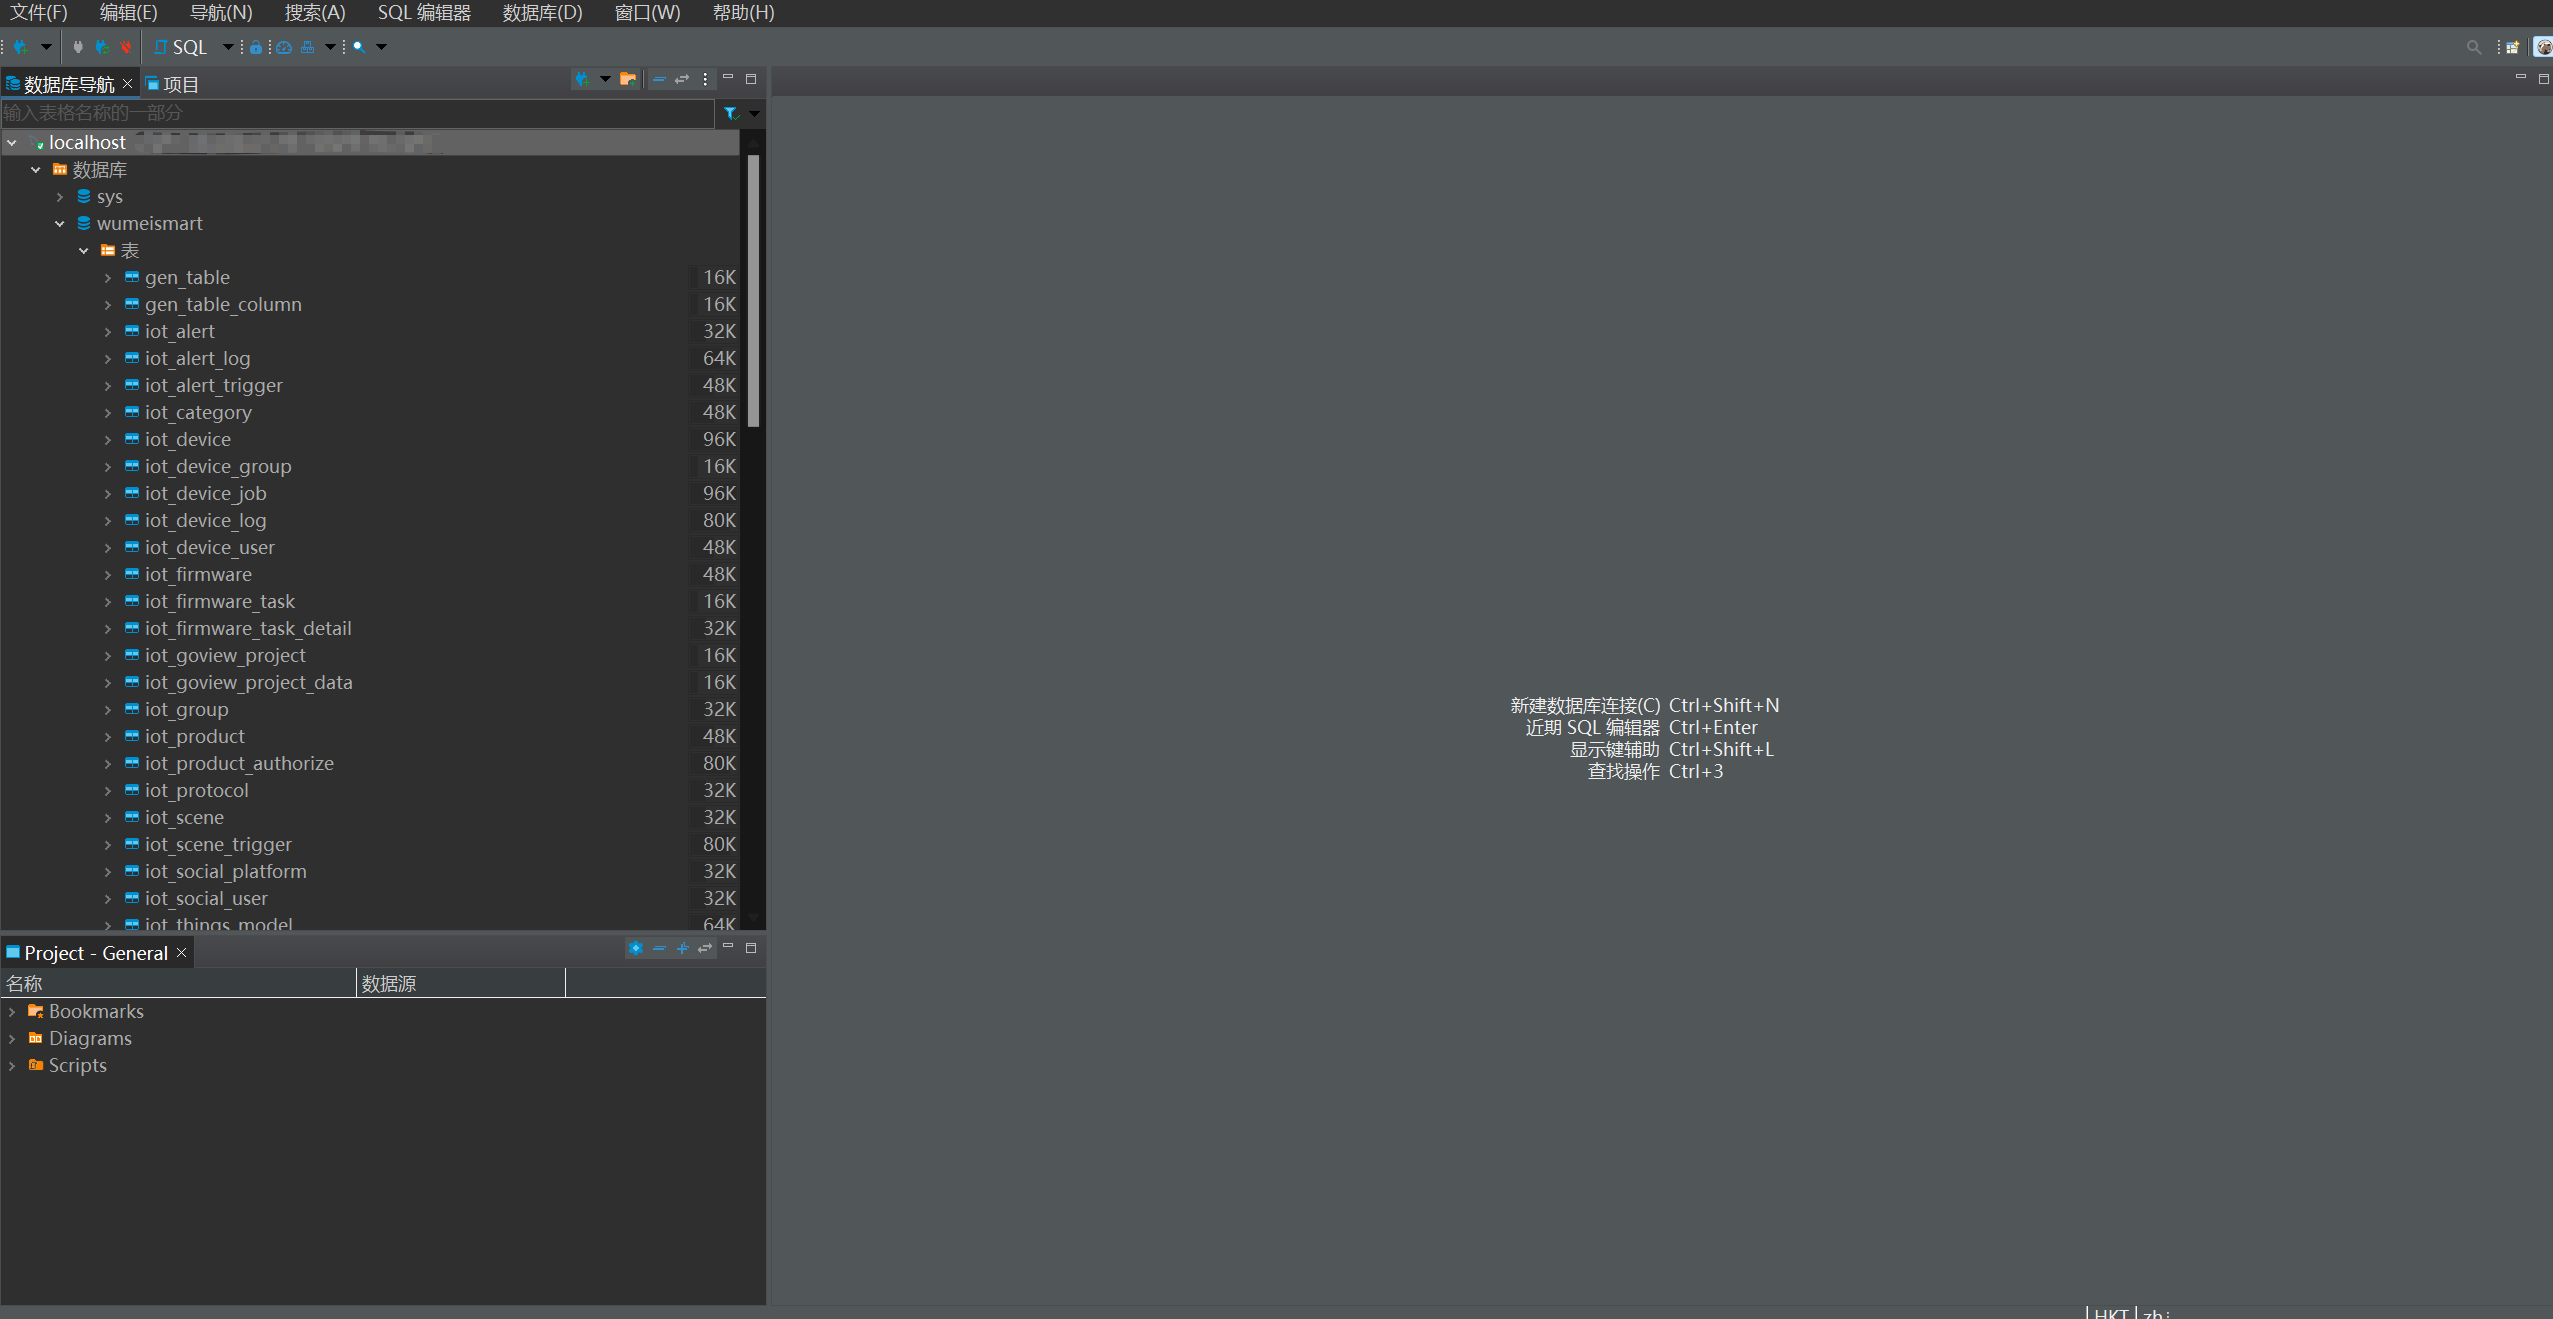 文件(F) 编辑(E) 导航(N) 搜索(A) SQL 编辑器 数据库(D) 窗口(W) 帮助(H)
SQL
数据库导航 项目
输入表格名称的一部分
localhost
数据库
sys
wumeismart
表
gen_table 16K
gen_table_column 16K
iot_alert 32K
iot_alert_log 64K
iot_alert_trigger 48K
iot_category 48K
iot_device 96K
iot_device_group 16K
iot_device_job 96K
iot_device_log 80K
iot_device_user 48K
iot_firmware 48K
iot_firmware_task 16K
iot_firmware_task_detail 32K
iot_goview_project 16K
iot_goview_project_data 16K
iot_group 32K
iot_product 48K
iot_product_authorize 80K
iot_protocol 32K
iot_scene 32K
iot_scene_trigger 80K
iot_social_platform 32K
iot_social_user 32K
iot_things_model 64K
新建数据库连接(C) Ctrl+Shift+N
近期 SQL 编辑器 Ctrl+Enter
显示键辅助 Ctrl+Shift+L
查找操作 Ctrl+3
Project - General
名称 数据源
Bookmarks
Diagrams
Scripts
HKT